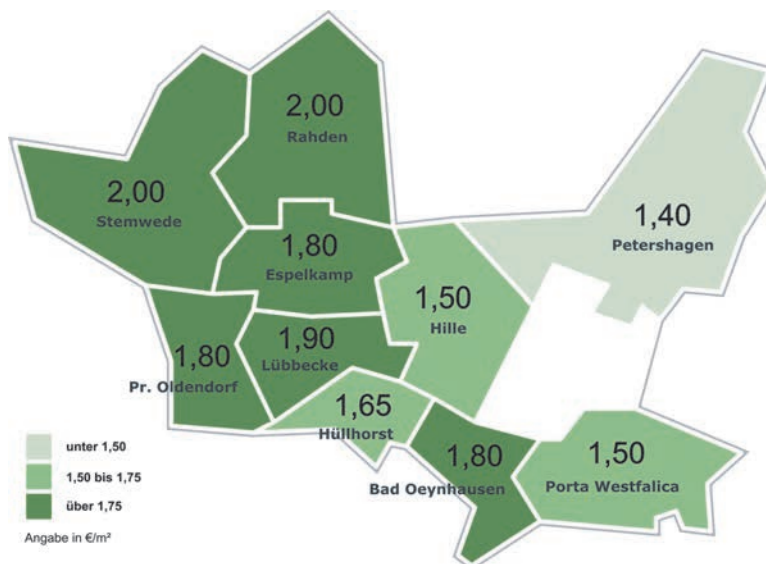 2,00
Rahden
2,00
Stemwede
1,40
Petershagen
1,80
Espelkamp
1,50
Hille
1,90
Lübbecke
1,80
Pr. Oldendorf
1,65
Hüllhorst
1,80
Bad Oeynhausen
1,50
Porta Westfalica
unter 1,50
1,50 bis 1,75
über 1,75
Angabe in €/m²